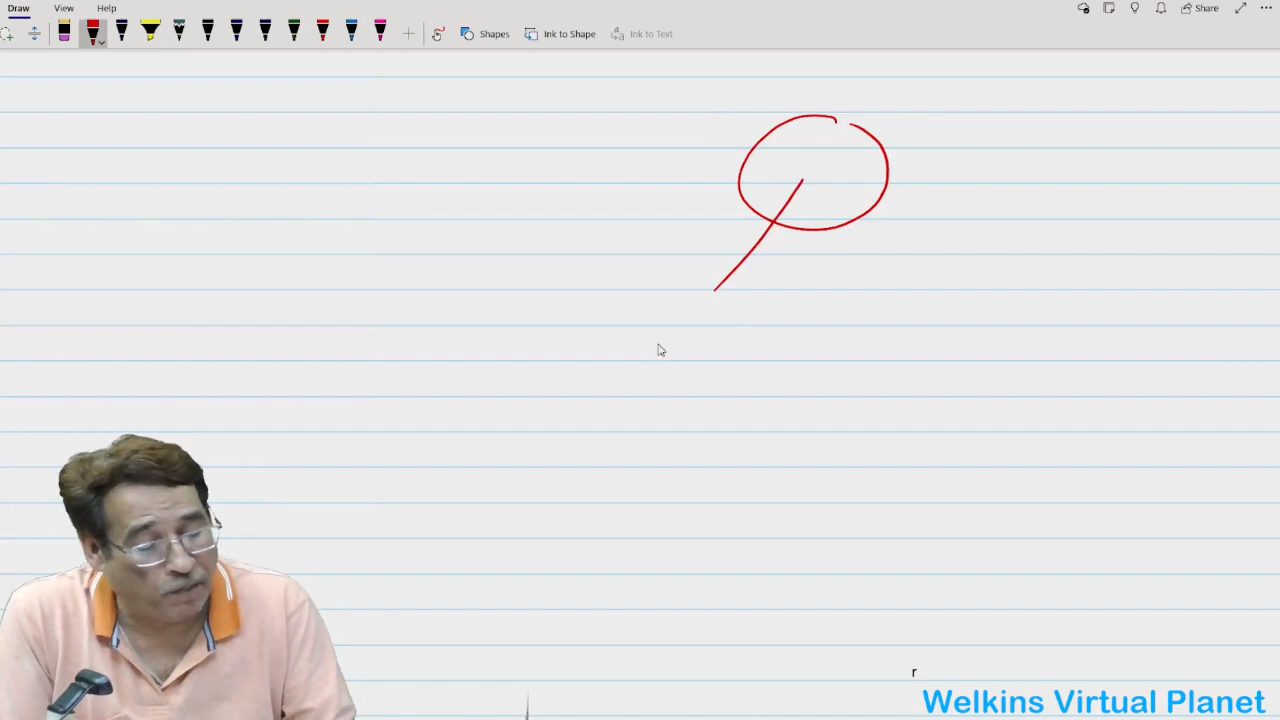 Draw View Help Share
Shapes Ink to Shape Ink to Text
r
Welkins Virtual Planet